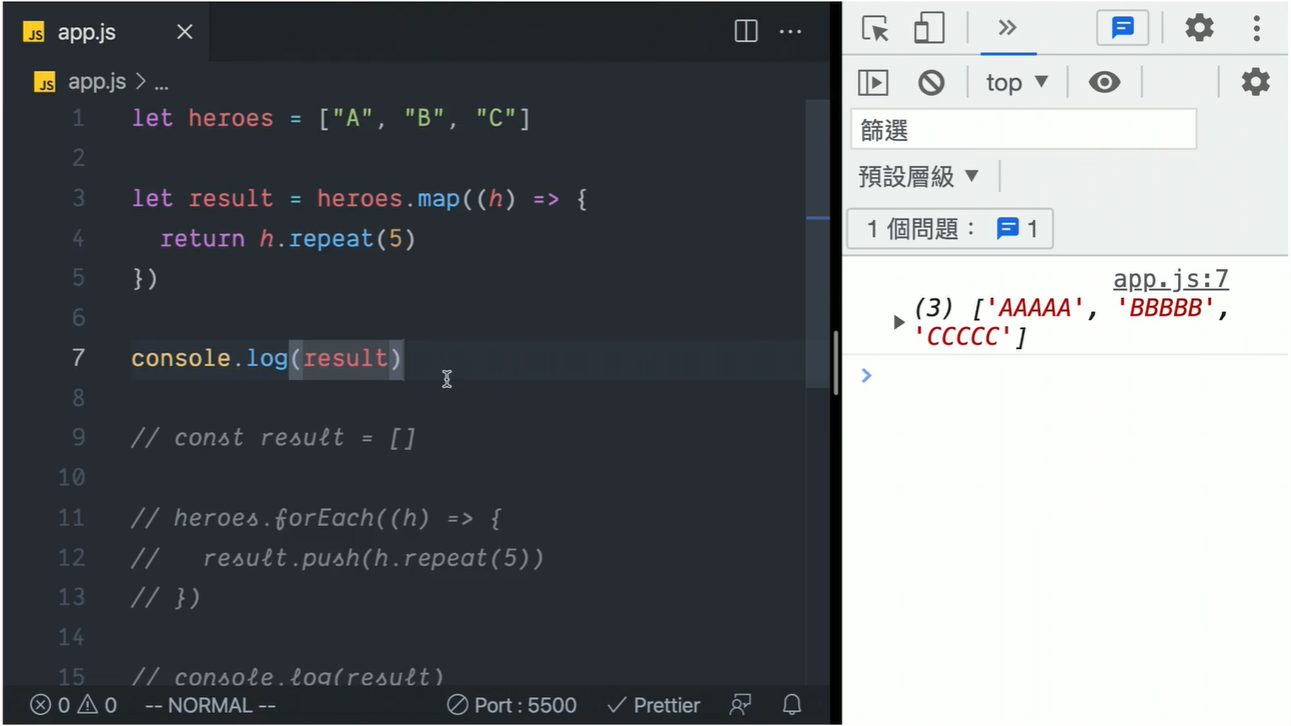 JS app.js
JS app.js > ...
1 let heroes = ["A", "B", "C"]
2
3 let result = heroes.map((h) => {
4   return h.repeat(5)
5 })
6
7 console.log(result)
8
9 // const result = []
10
11 // heroes.forEach((h) => {
12 //   result.push(h.repeat(5))
13 // })
14
15 // console.log(result)
0 0 -- NORMAL -- Port : 5500 Prettier
top
篩選
預設層級
1 個問題： 1
app.js:7
(3) ['AAAAA', 'BBBBB',
'CCCCC']